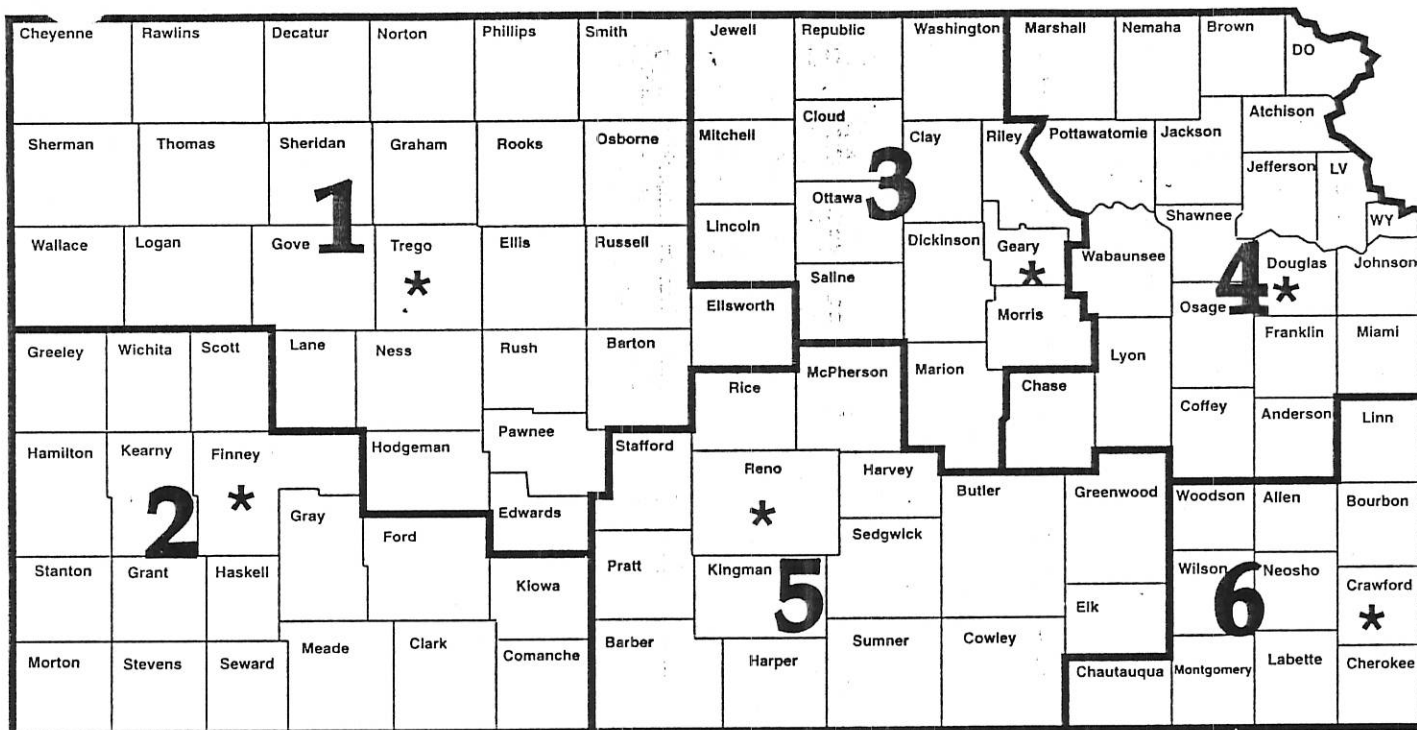 Cheyenne Rawlins Decatur Norton Phillips Smith Jewell Republic Washington Marshall Nemaha Brown DO
Atchison
Sherman Thomas Sheridan Graham Rooks Osborne Mitchell Cloud Clay Riley Pottawatomie Jackson
Jefferson LV
1 3
Ottawa
Wallace Logan Gove Trego Ellis Russell Lincoln Dickinson Geary Wabaunsee Shawnee WY
* * 4 Douglas * Johnson
Saline
Ellsworth Morris Osage
Greeley Wichita Scott Lane Ness Rush Barton Lyon Franklin Miami
Rice McPherson Marion Chase
Coffey Anderson Linn
Pawnee
Hamilton Kearny Finney Hodgeman Stafford
Reno Harvey Butler Greenwood Woodson Allen Bourbon
2 * Gray Edwards *
Ford Sedgwick
Stanton Grant Haskell Kiowa Pratt Kingman 5 Wilson 6 Neosho Crawford
Elk *
Morton Stevens Seward Meade Clark Comanche Barber Harper Sumner Cowley Chautauqua Montgomery Labette Cherokee